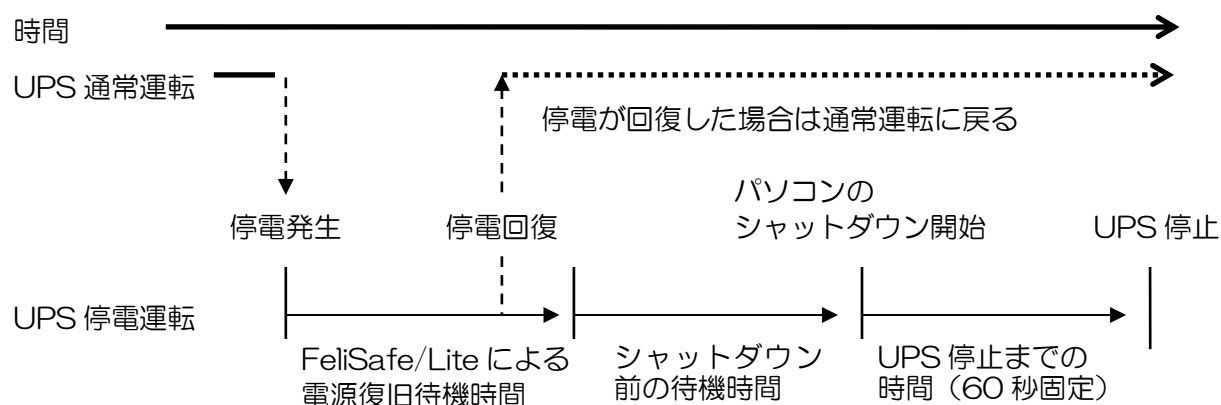 時間
UPS 通常運転
停電が回復した場合は通常運転に戻る
停電発生
停電回復
パソコンの
シャットダウン開始
UPS 停止
UPS 停電運転
FeliSafe/Lite による
電源復旧待機時間
シャットダウン
前の待機時間
UPS 停止までの
時間（60 秒固定）